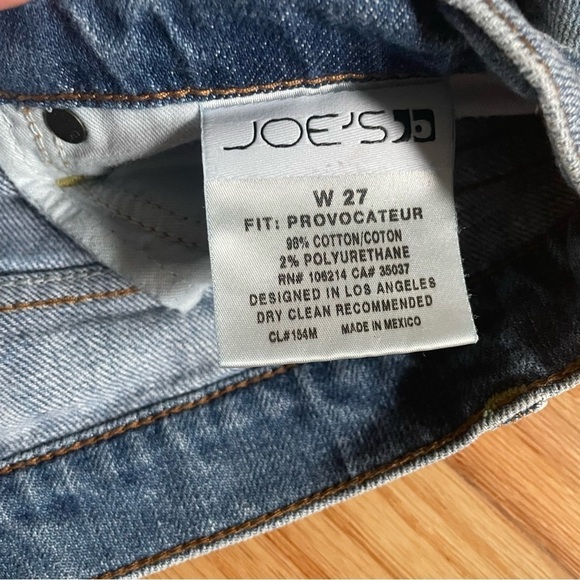 JOE'S
W 27
FIT: PROVOCATEUR
98% COTTON/COTON
2% POLYURETHANE
RN# 106214 CA# 35037
DESIGNED IN LOS ANGELES
DRY CLEAN RECOMMENDED
CL#154M MADE IN MEXICO